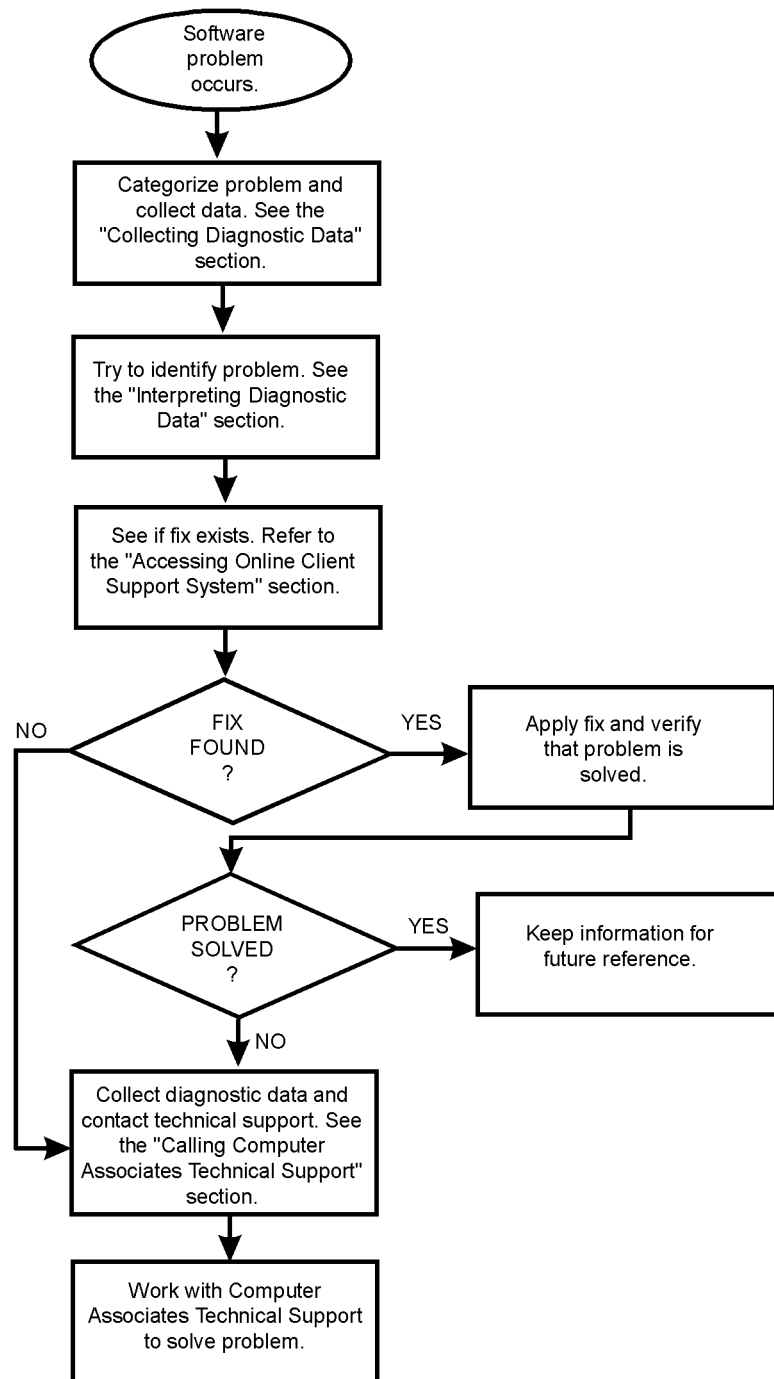 Software
problem
occurs.
Categorize problem and
collect data. See the
"Collecting Diagnostic Data"
section.
Try to identify problem. See
the "Interpreting Diagnostic
Data" section.
See if fix exists. Refer to
the "Accessing Online Client
Support System" section.
NO
FIX
FOUND
?
YES
Apply fix and verify
that problem is
solved.
PROBLEM
SOLVED
?
YES
Keep information for
future reference.
NO
Collect diagnostic data and
contact technical support. See
the "Calling Computer
Associates Technical Support"
section.
Work with Computer
Associates Technical Support
to solve problem.